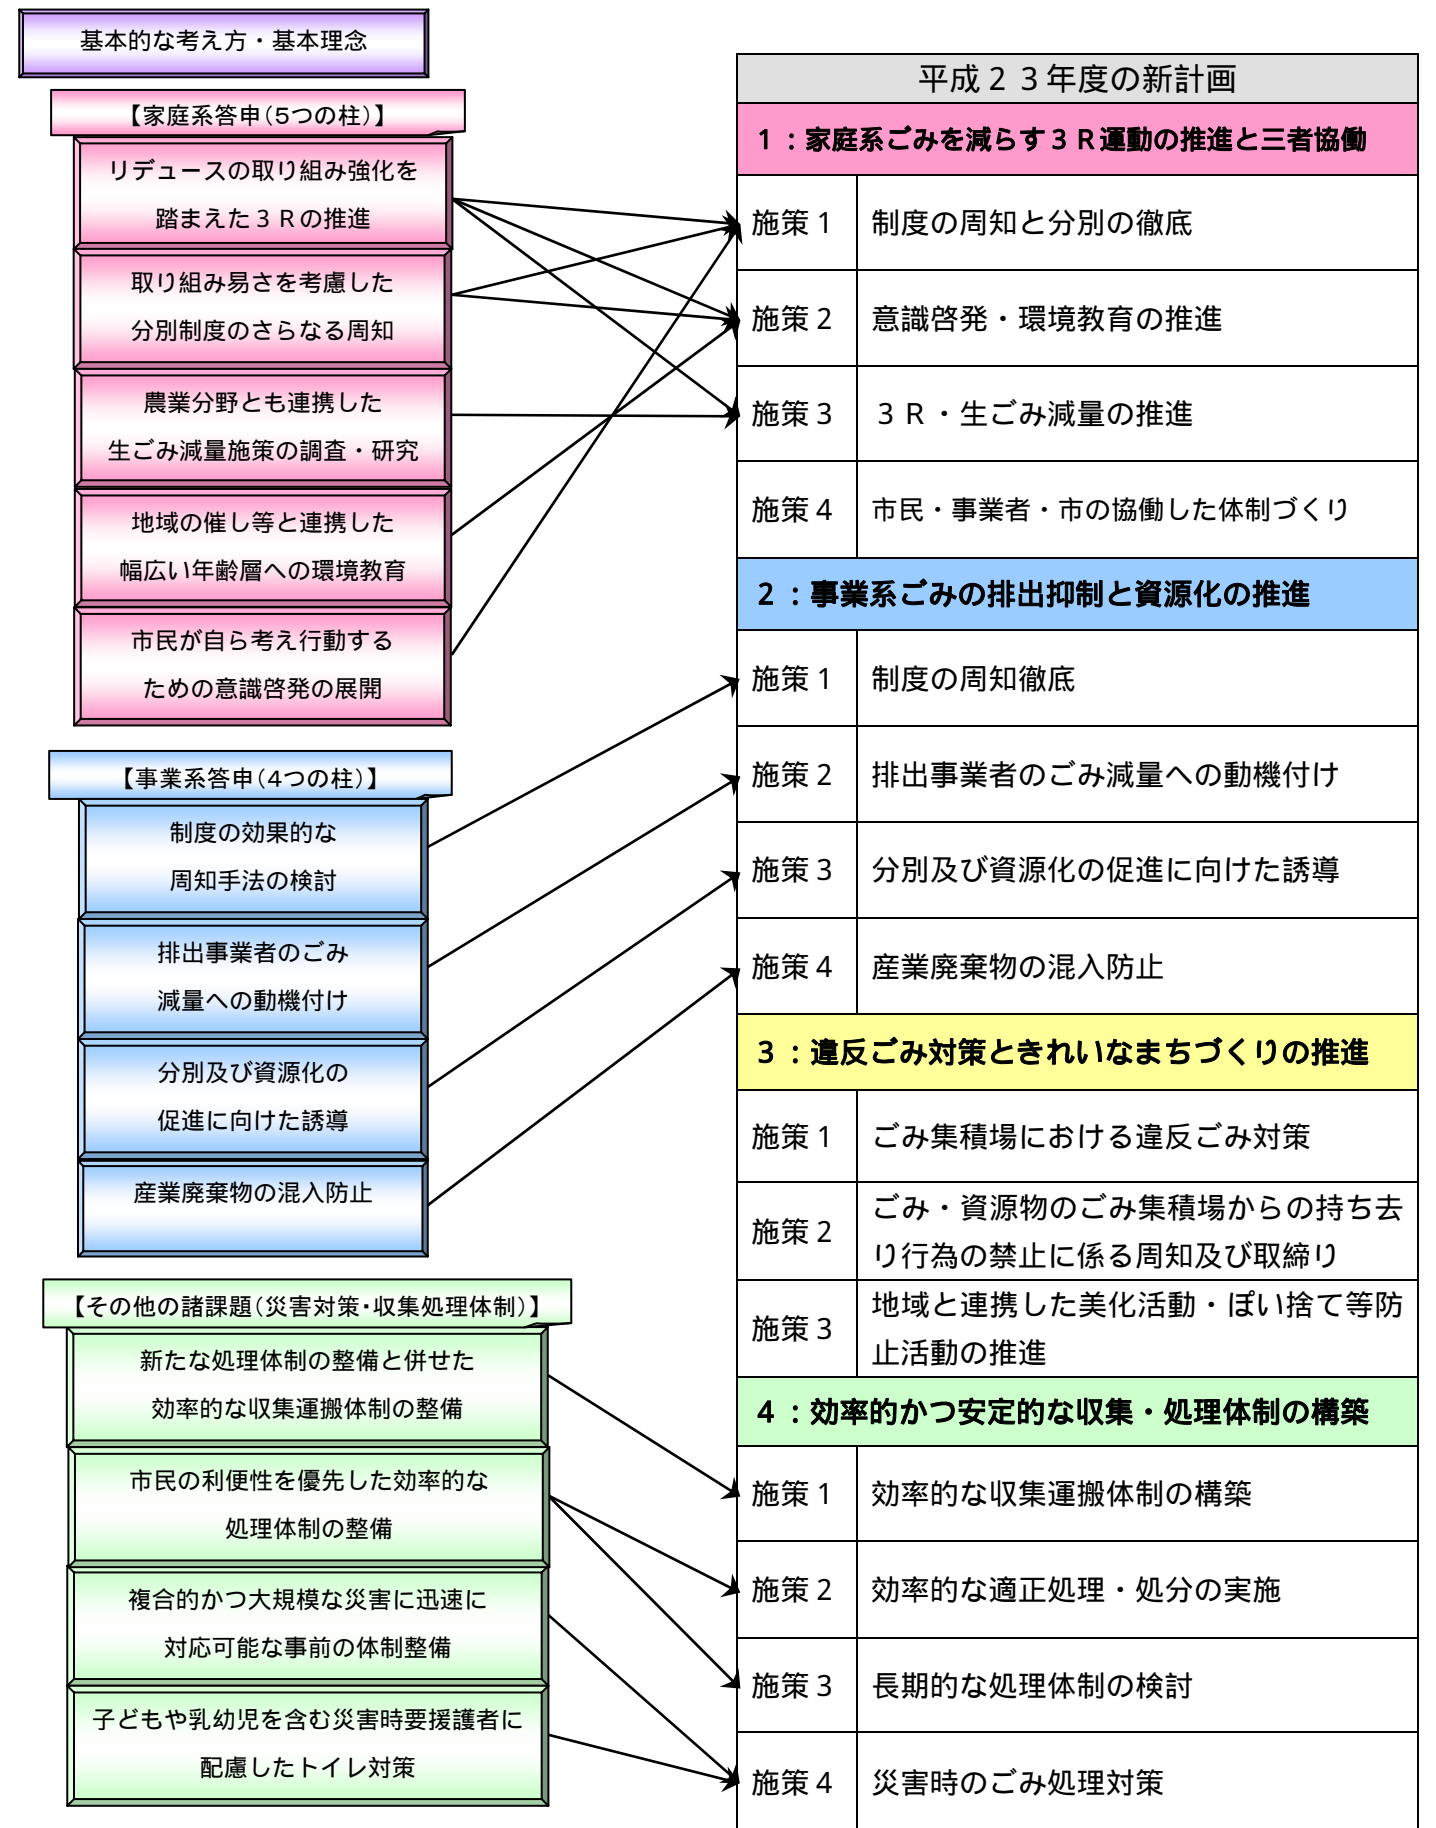 基本的な考え方・基本理念
【家庭系答申（5つの柱）】
リデュースの取り組み強化を
踏まえた３Ｒの推進
取り組み易さを考慮した
分別制度のさらなる周知
農業分野とも連携した
生ごみ減量施策の調査・研究
地域の催し等と連携した
幅広い年齢層への環境教育
市民が自ら考え行動する
ための意識啓発の展開
【事業系答申（4つの柱）】
制度の効果的な
周知手法の検討
排出事業者のごみ
減量への動機付け
分別及び資源化の
促進に向けた誘導
産業廃棄物の混入防止
【その他の諸課題（災害対策・収集処理体制）】
新たな処理体制の整備と併せた
効率的な収集運搬体制の整備
市民の利便性を優先した効率的な
処理体制の整備
複合的かつ大規模な災害に迅速に
対応可能な事前の体制整備
子どもや乳幼児を含む災害時要援護者に
配慮したトイレ対策
平成２３年度の新計画
１：家庭系ごみを減らす３Ｒ運動の推進と三者協働
施策１ 制度の周知と分別の徹底
施策２ 意識啓発・環境教育の推進
施策３ ３Ｒ・生ごみ減量の推進
施策４ 市民・事業者・市の協働した体制づくり
２：事業系ごみの排出抑制と資源化の推進
施策１ 制度の周知徹底
施策２ 排出事業者のごみ減量への動機付け
施策３ 分別及び資源化の促進に向けた誘導
施策４ 産業廃棄物の混入防止
３：違反ごみ対策ときれいなまちづくりの推進
施策１ ごみ集積場における違反ごみ対策
施策２ ごみ・資源物のごみ集積場からの持ち去
り行為の禁止に係る周知及び取締り
施策３ 地域と連携した美化活動・ぽい捨て等防
止活動の推進
４：効率的かつ安定的な収集・処理体制の構築
施策１ 効率的な収集運搬体制の構築
施策２ 効率的な適正処理・処分の実施
施策３ 長期的な処理体制の検討
施策４ 災害時のごみ処理対策